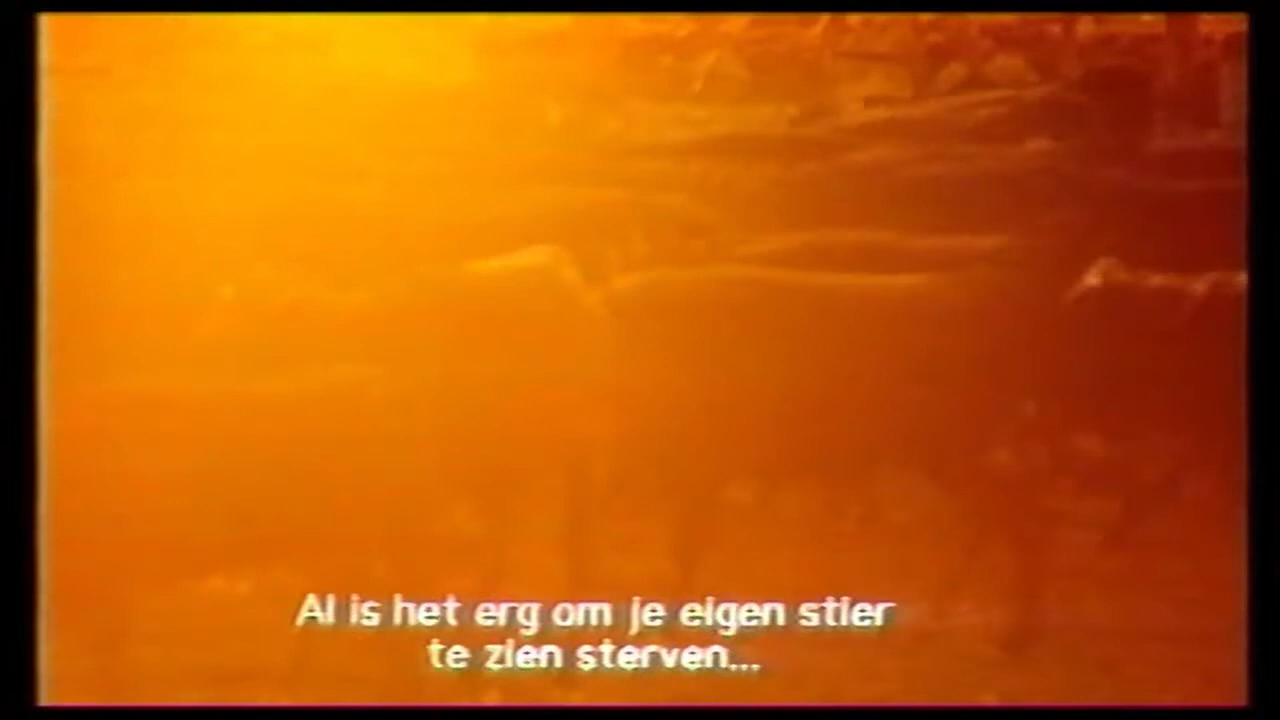 Al is het erg om je eigen stier
te zien sterven...